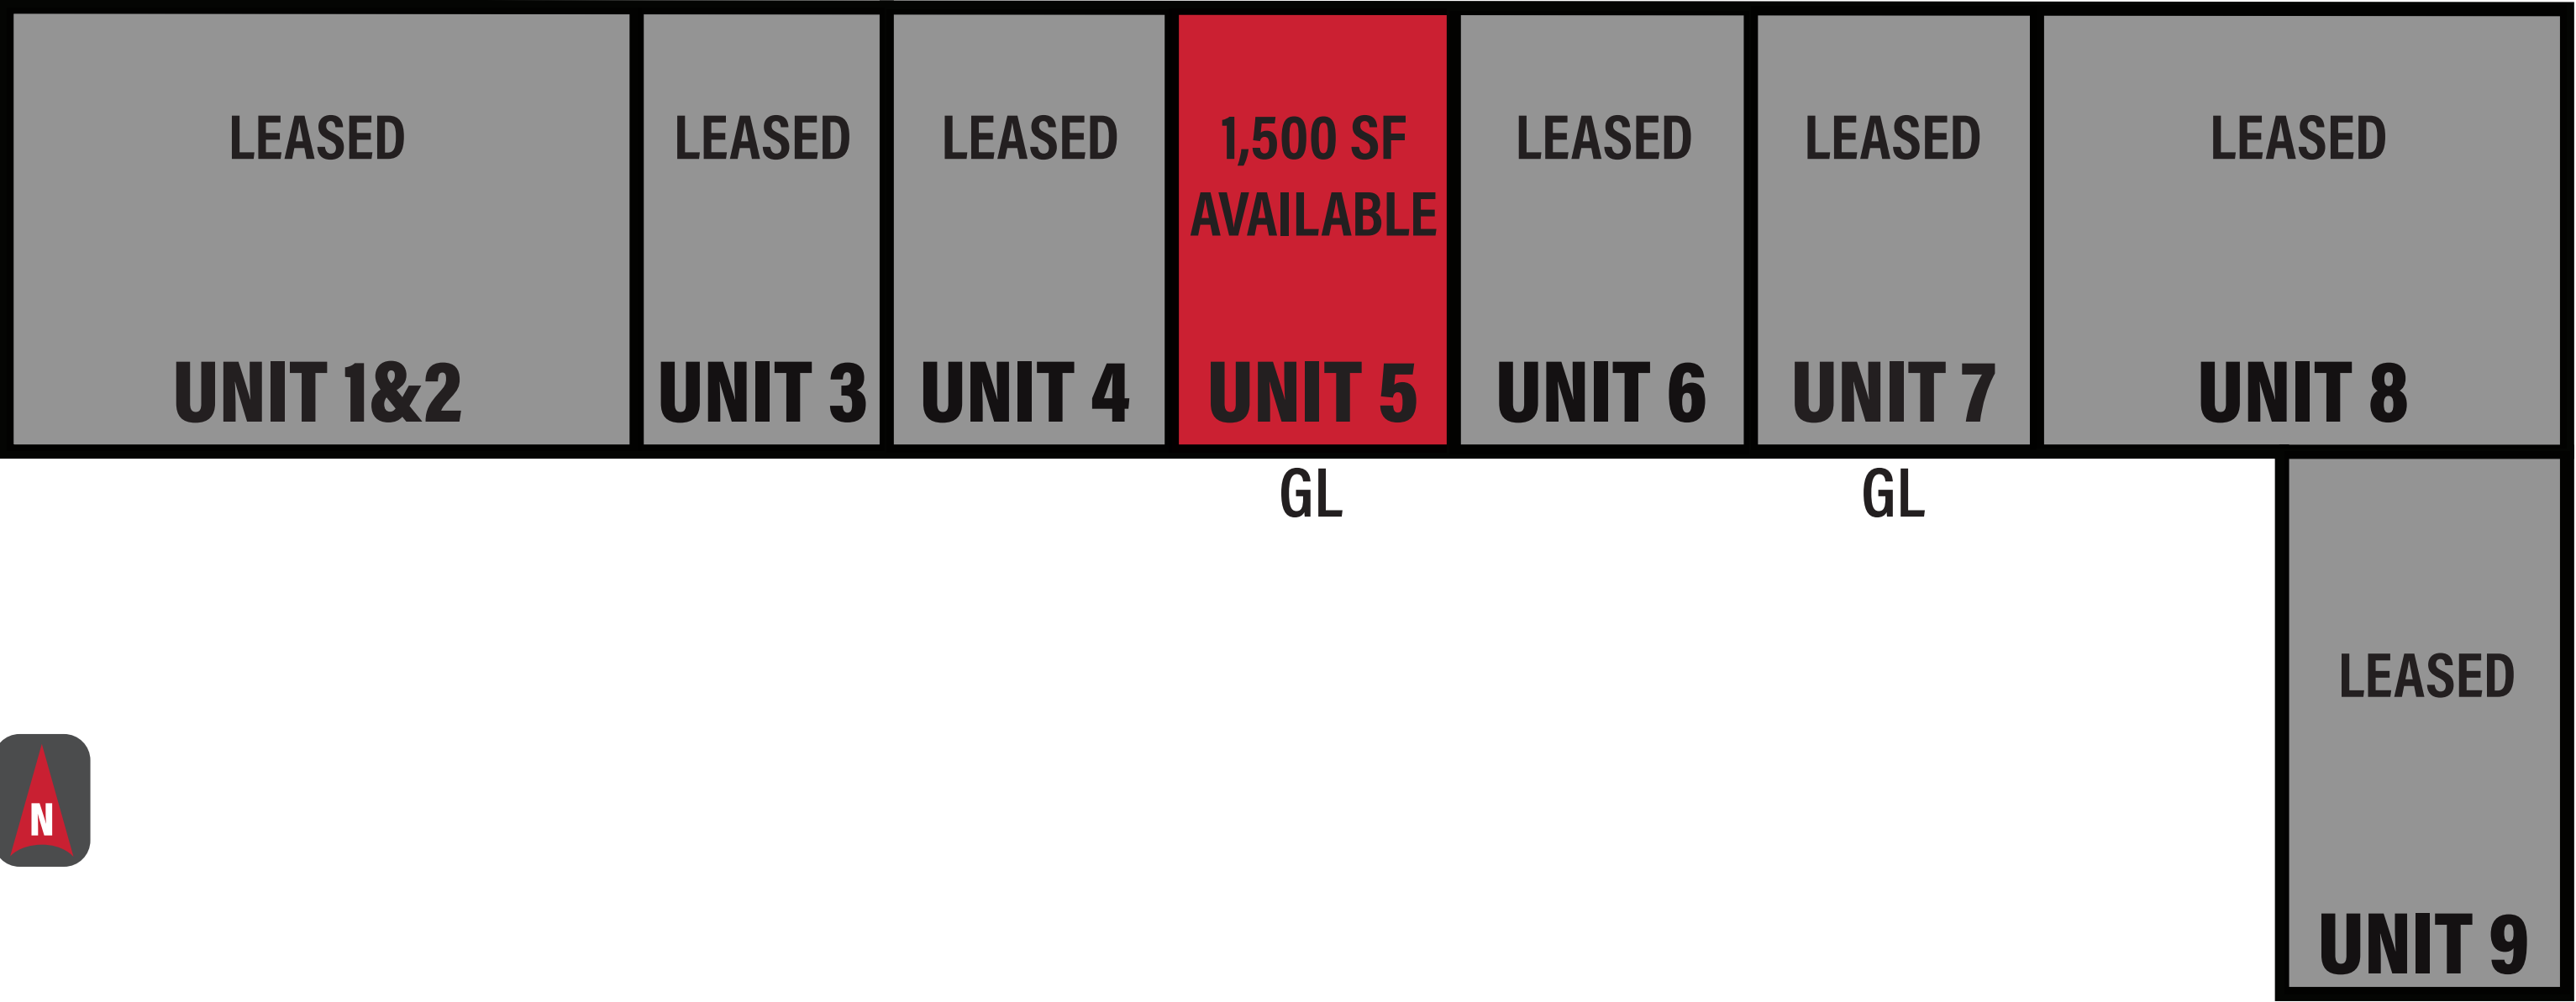 LEASED
UNIT 1&2
LEASED
UNIT 3
LEASED
UNIT 4
1,500 SF
AVAILABLE
UNIT 5
GL
LEASED
UNIT 6
LEASED
UNIT 7
GL
LEASED
UNIT 8
LEASED
UNIT 9
N